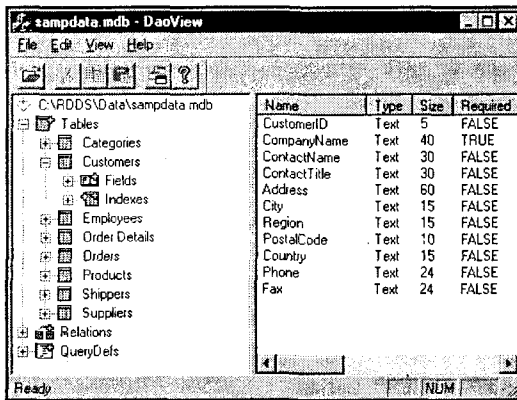 sampdata.mdb - DaoView
File Edit View Help
C:\RDDS\Data\sampdata.mdb
Tables
Categories
Customers
Fields
Indexes
Employees
Order Details
Orders
Products
Shippers
Suppliers
Relations
QueryDefs
Name Type Size Required
CustomerID Text 5 FALSE
CompanyName Text 40 TRUE
ContactName Text 30 FALSE
ContactTitle Text 30 FALSE
Address Text 60 FALSE
City Text 15 FALSE
Region Text 15 FALSE
PostalCode Text 10 FALSE
Country Text 15 FALSE
Phone Text 24 FALSE
Fax Text 24 FALSE
Ready NUM